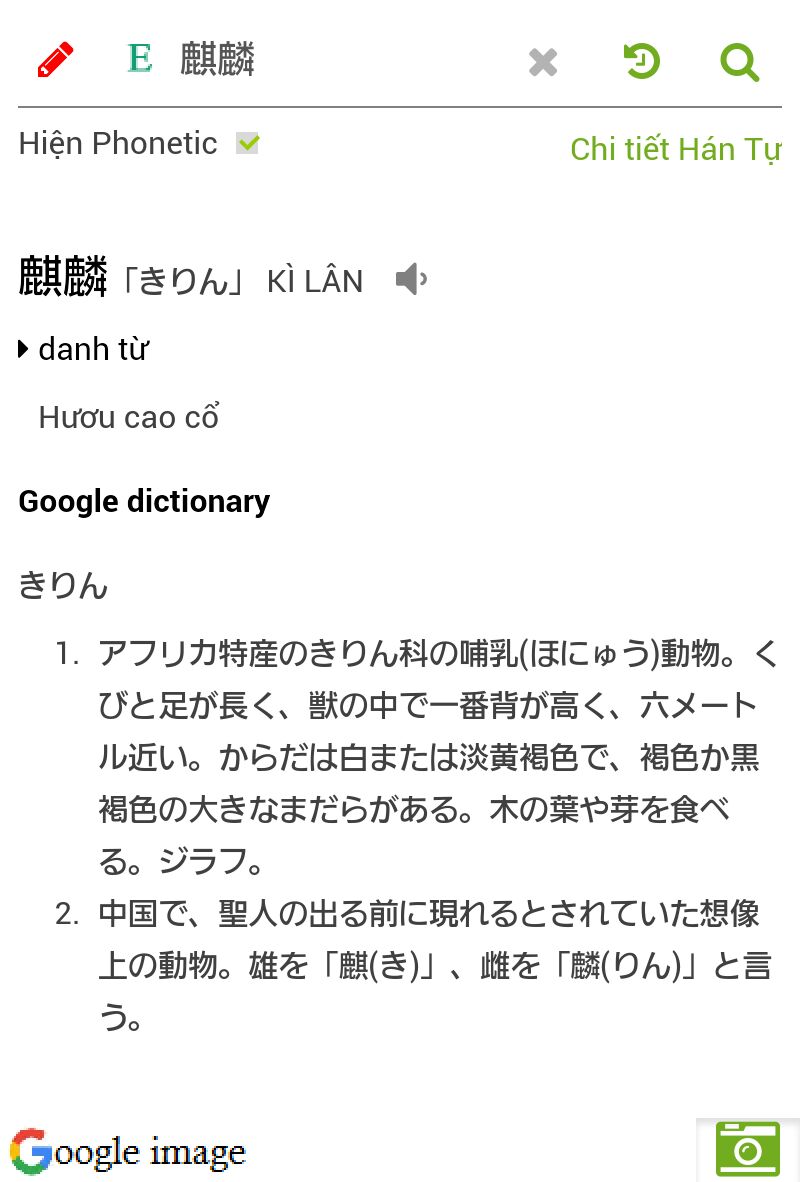 E 麒麟
Hiện Phonetic
Chi tiết Hán Tự
麒麟「きりん」 KÌ LÂN
danh từ
Hươu cao cổ
Google dictionary
きりん
1. アフリカ特産のきりん科の哺乳(ほにゅう)動物。く
びと足が長く、獣の中で一番背が高く、六メート
ル近い。からだは白または淡黄褐色で、褐色か黒
褐色の大きなまだらがある。木の葉や芽を食べ
る。ジラフ。
2. 中国で、聖人の出る前に現れるとされていた想像
上の動物。雄を「麒(き)」、雌を「麟(りん)」と言
う。
Google image